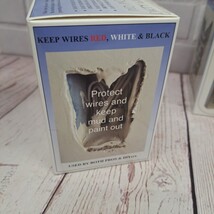 KEEP WIRES RED, WHITE & BLACK
Protect
wires and
keep
mud and
paint out